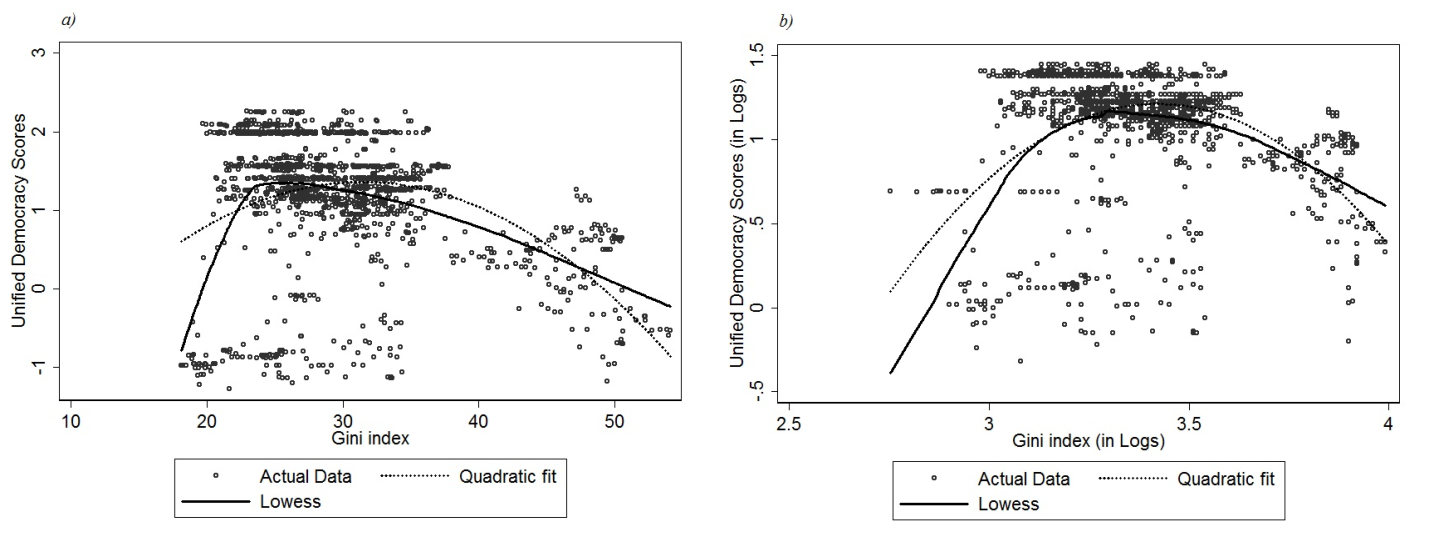 a)
Unified Democracy Scores
3
2
1
0
-1
10 20 30 40 50
Gini index
Actual Data Quadratic fit
Lowess
b)
Unified Democracy Scores (in Logs)
1.5
1
.5
0
-.5
2.5 3 3.5 4
Gini index (in Logs)
Actual Data Quadratic fit
Lowess